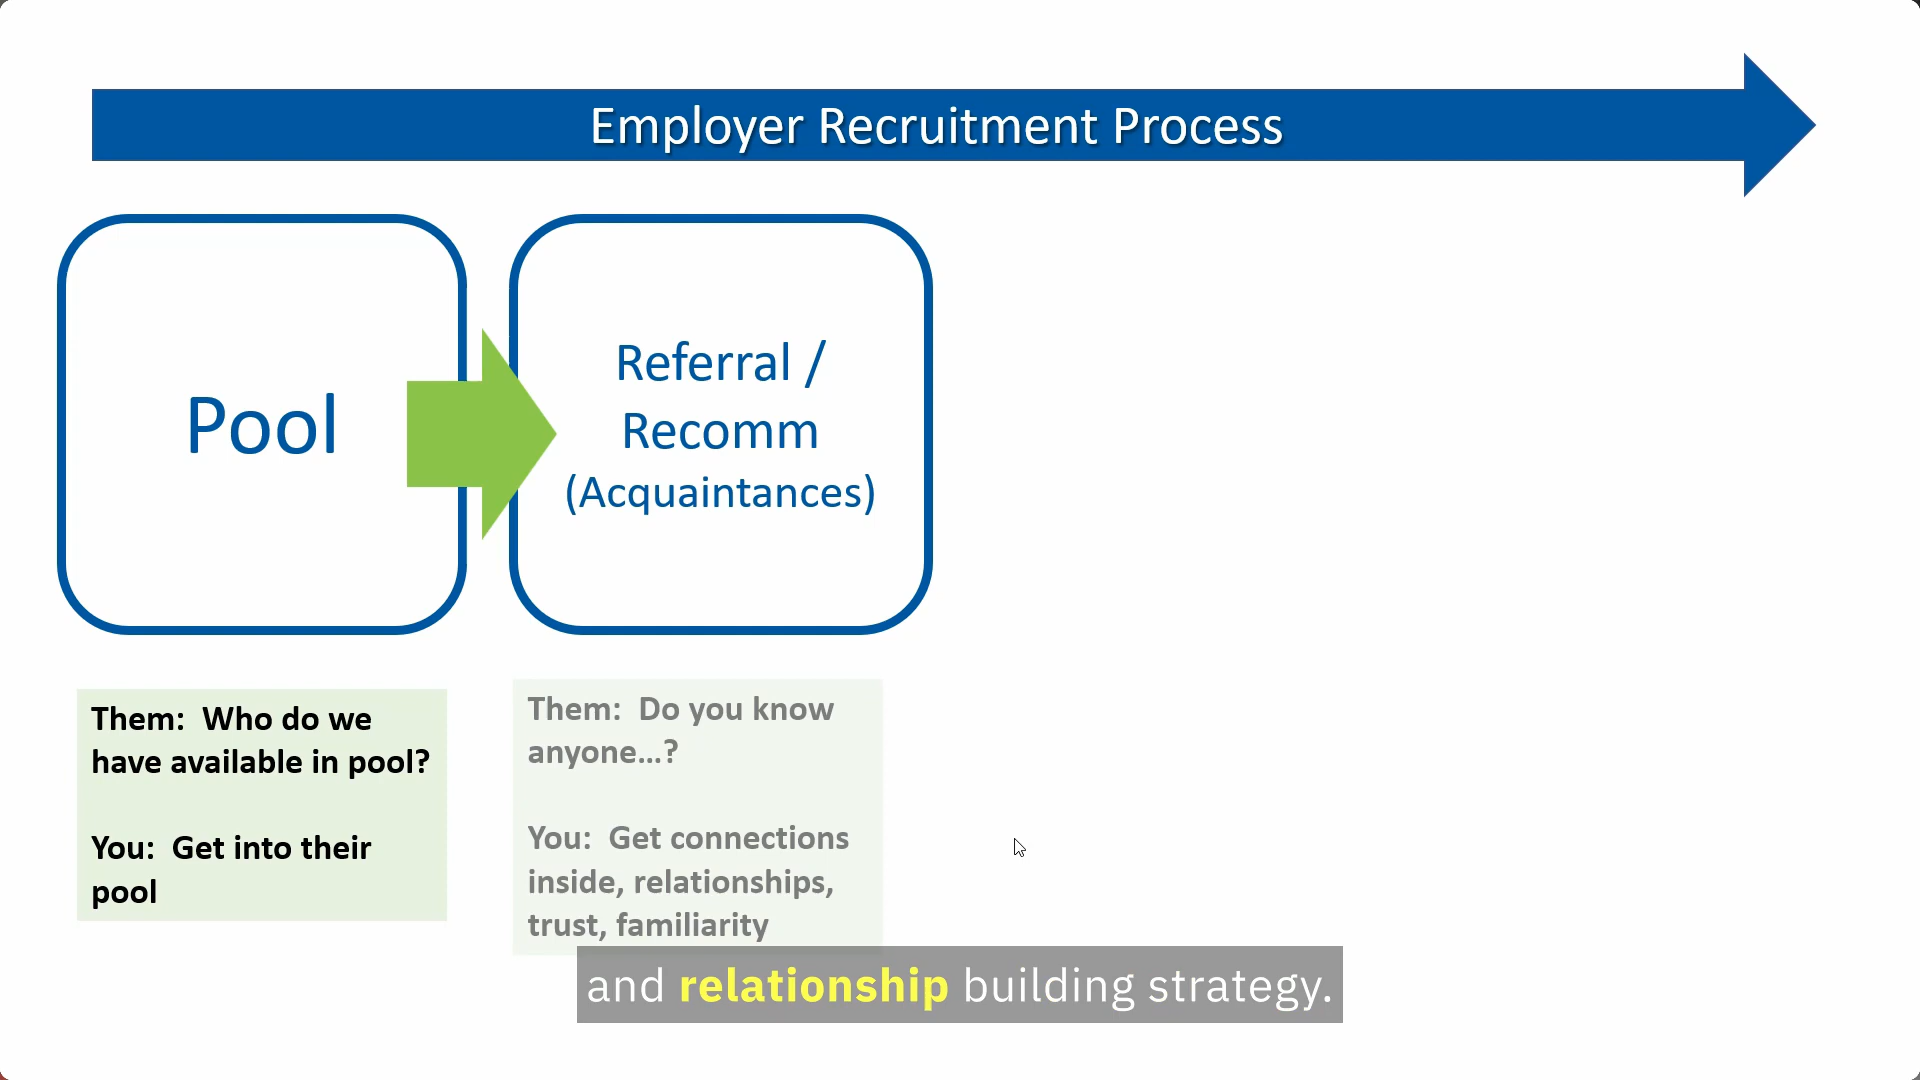 Employer Recruitment Process
Pool
Referral /
Recomm
(Acquaintances)
Them:  Who do we
have available in pool?
You:  Get into their
pool
Them:  Do you know
anyone...?
You:  Get connections
inside, relationships,
trust, familiarity
and relationship building strategy.